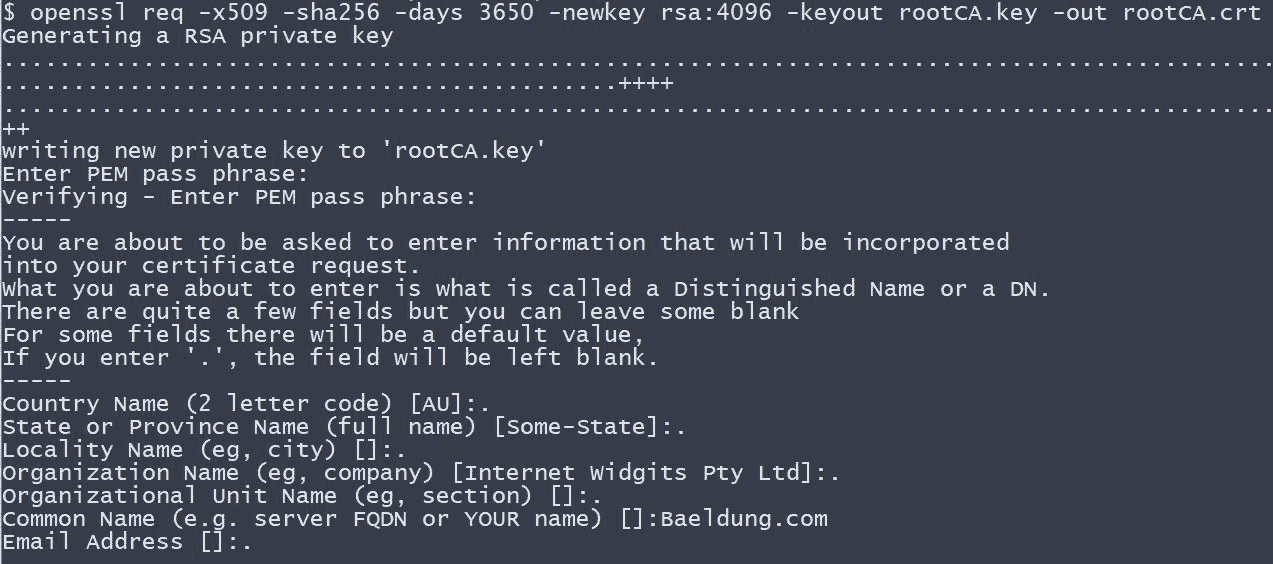 $ openssl req -x509 -sha256 -days 3650 -newkey rsa:4096 -keyout rootCA.key -out rootCA.crt
Generating a RSA private key
...........................................................................................
............................................++++
...........................................................................................
++
writing new private key to 'rootCA.key'
Enter PEM pass phrase:
Verifying - Enter PEM pass phrase:
-----
You are about to be asked to enter information that will be incorporated
into your certificate request.
What you are about to enter is what is called a Distinguished Name or a DN.
There are quite a few fields but you can leave some blank
For some fields there will be a default value,
If you enter '.', the field will be left blank.
-----
Country Name (2 letter code) [AU]:.
State or Province Name (full name) [Some-State]:.
Locality Name (eg, city) []:.
Organization Name (eg, company) [Internet Widgits Pty Ltd]:.
Organizational Unit Name (eg, section) []:.
Common Name (e.g. server FQDN or YOUR name) []:Baeldung.com
Email Address []:.